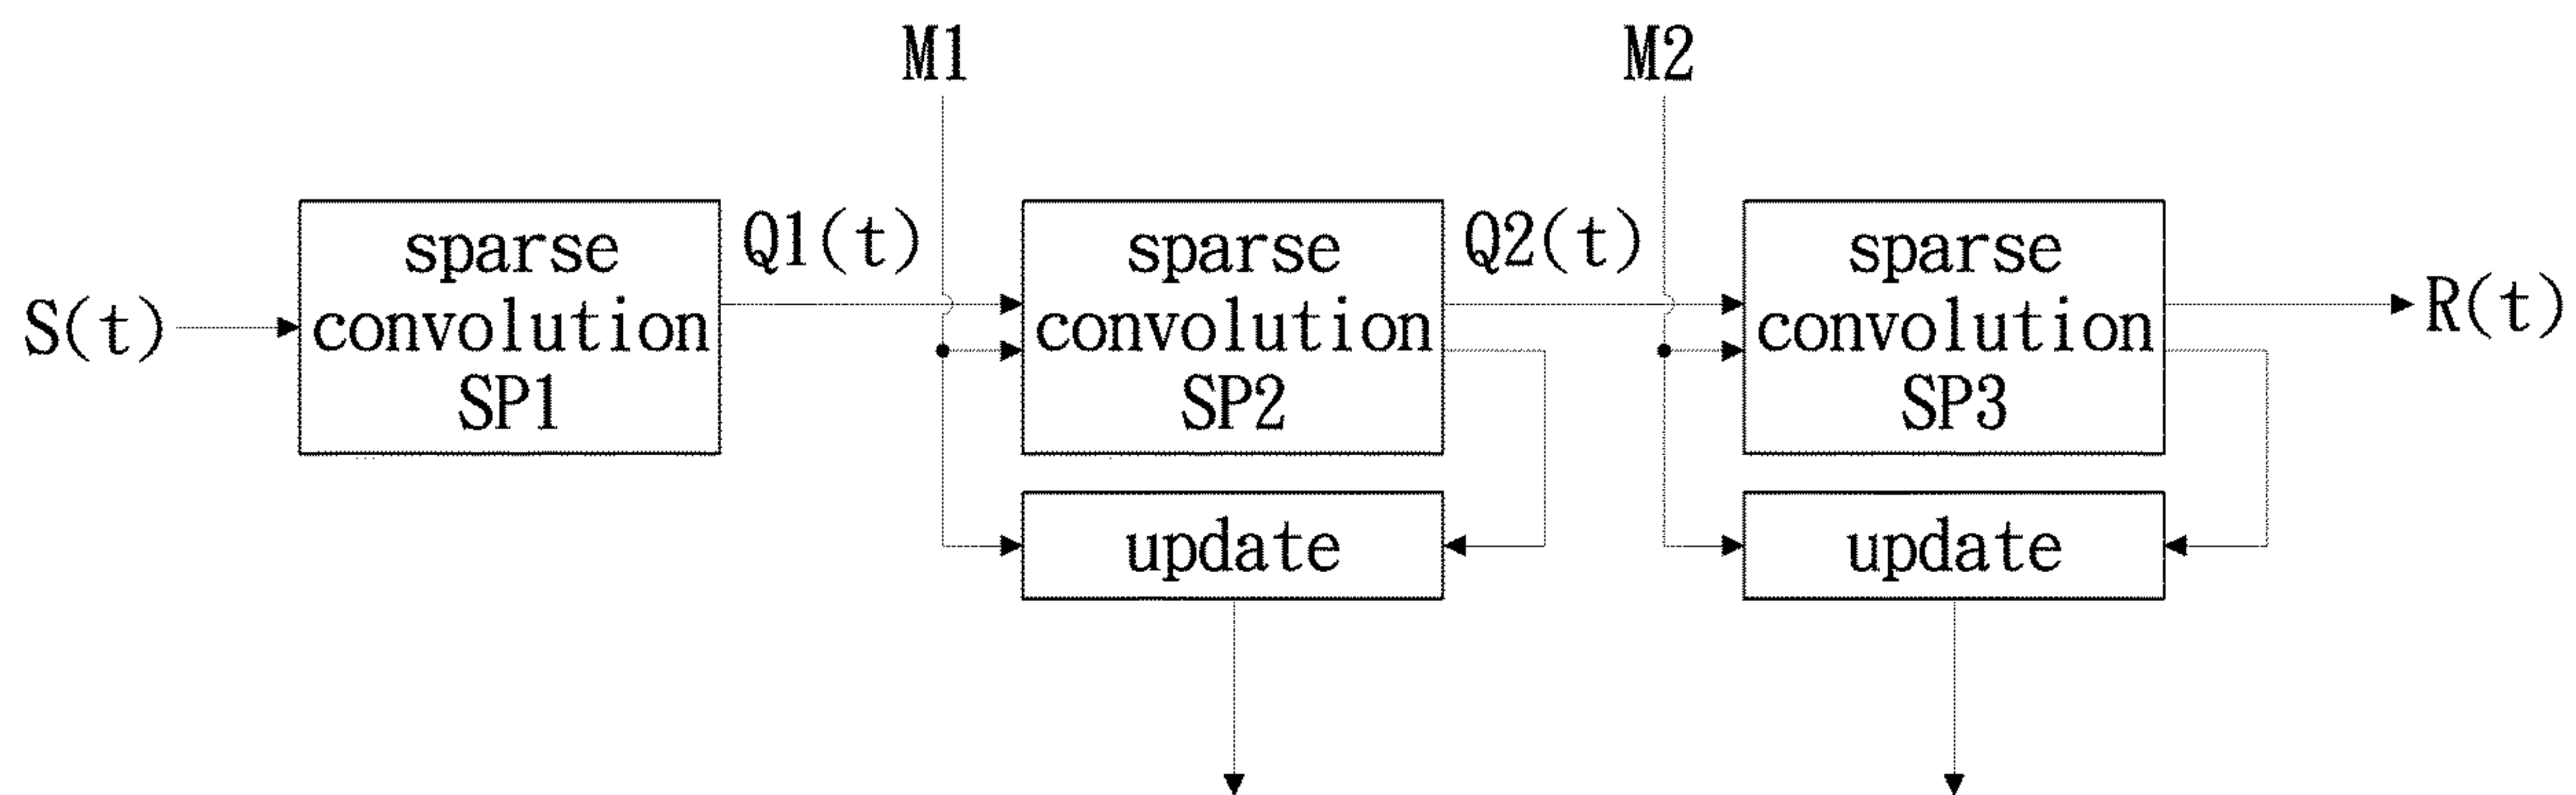 M1
M2
S(t)
sparse
convolution
SP1
Q1(t)
sparse
convolution
SP2
Q2(t)
sparse
convolution
SP3
R(t)
update
update